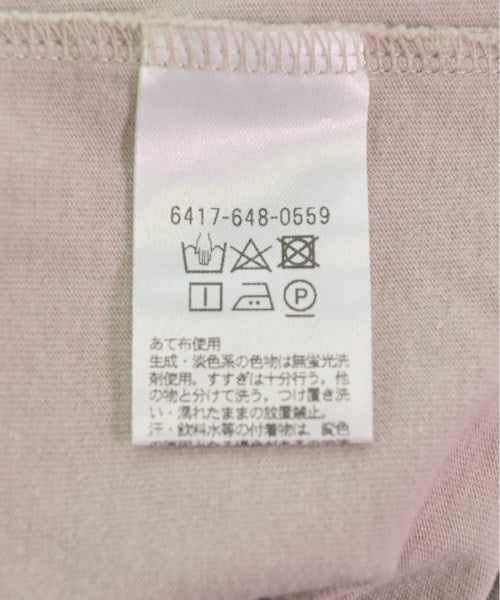 6417-648-0559
P
あて布使用
生成・淡色系の色物は無蛍光洗
剤使用。すすぎは十分行う。他
の物と分けて洗う。つけ置き洗
い・濡れたままの放置禁止。
汗・飲料水等の付着物は、変色